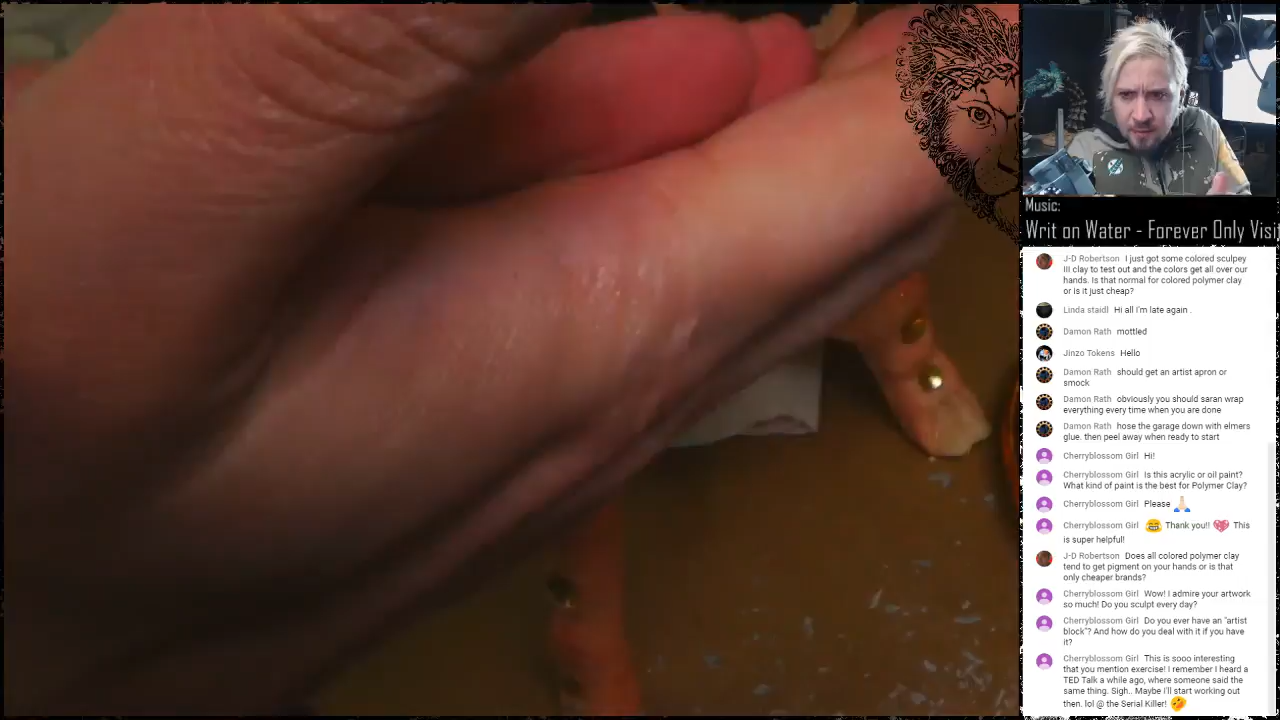 Music:
Writ on Water - Forever Only Visi
J-D Robertson I just got some colored sculpey
III clay to test out and the colors get all over our
hands. Is that normal for colored polymer clay
or is it just cheap?
Linda staidl Hi all I'm late again .
Damon Rath mottled
Jinzo Tokens Hello
Damon Rath should get an artist apron or
smock
Damon Rath obviously you should saran wrap
everything every time when you are done
Damon Rath hose the garage down with elmers
glue. then peel away when ready to start
Cherryblossom Girl Hi!
Cherryblossom Girl Is this acrylic or oil paint?
What kind of paint is the best for Polymer Clay?
Cherryblossom Girl Please 🙏🏻
Cherryblossom Girl 😁 Thank you!! 💖 This
is super helpful!
J-D Robertson Does all colored polymer clay
tend to get pigment on your hands or is that
only cheaper brands?
Cherryblossom Girl Wow! I admire your artwork
so much! Do you sculpt every day?
Cherryblossom Girl Do you ever have an "artist
block"? And how do you deal with it if you have
it?
Cherryblossom Girl This is sooo interesting
that you mention exercise! I remember I heard a
TED Talk a while ago, where someone said the
same thing. Sigh.. Maybe I'll start working out
then. lol @ the Serial Killer! 🤣